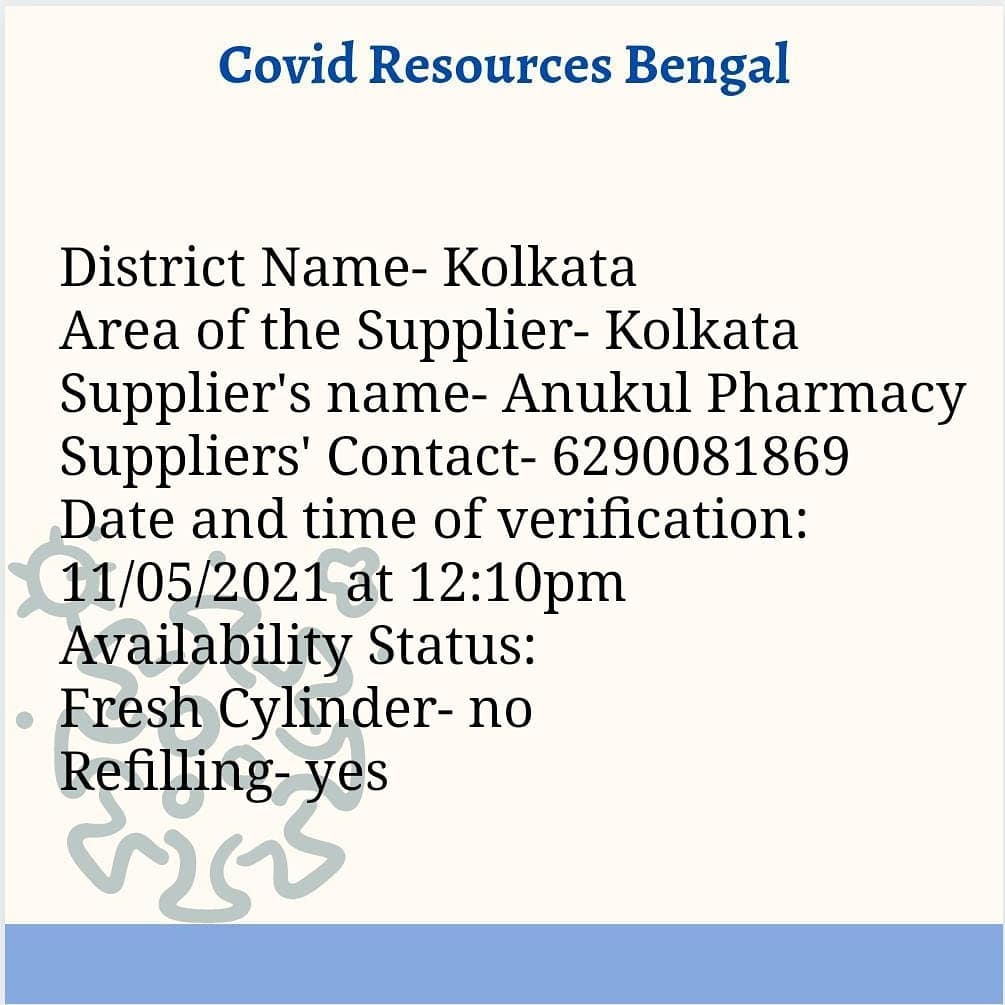 Covid Resources Bengal
District Name- Kolkata
Area of the Supplier- Kolkata
Supplier's name- Anukul Pharmacy
Suppliers' Contact- 6290081869
Date and time of verification:
11/05/2021 at 12:10pm
Availability Status:
Fresh Cylinder- no
Refilling- yes